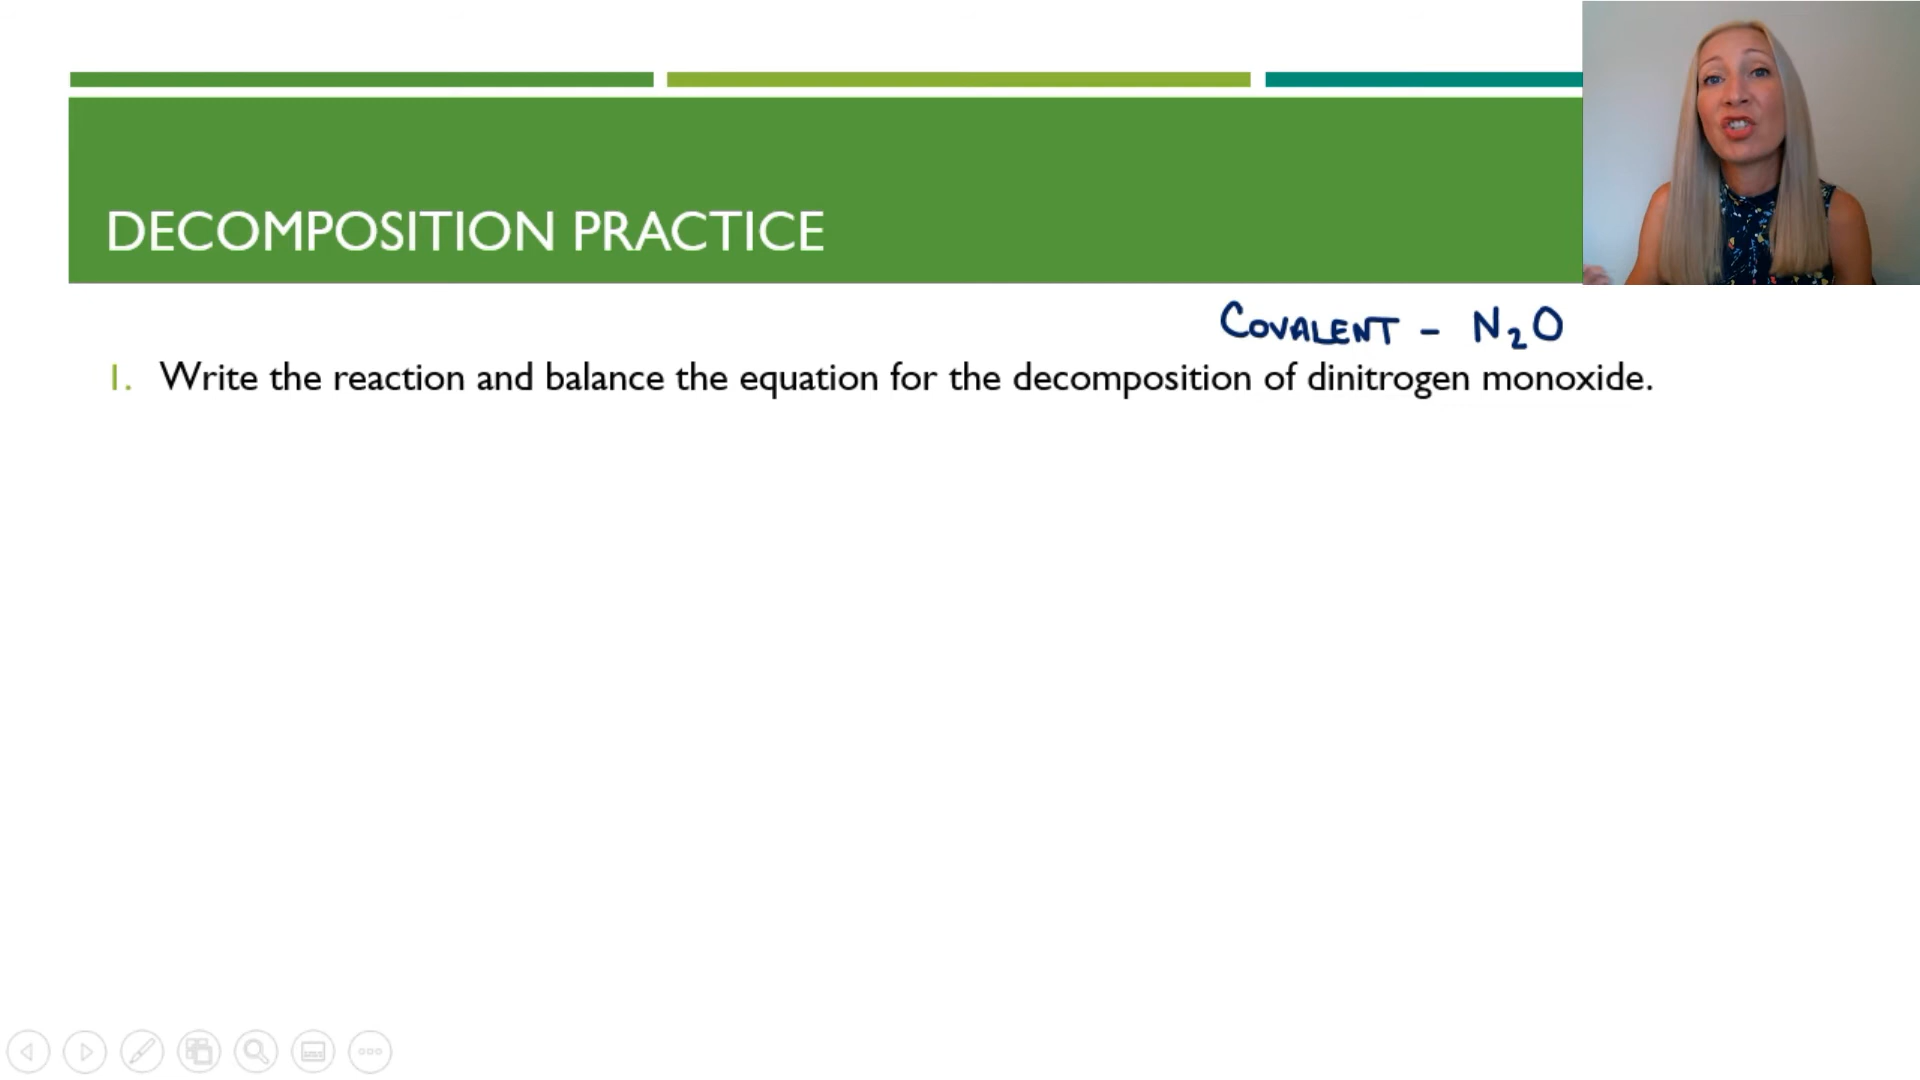 DECOMPOSITION PRACTICE
COVALENT - N₂O
1. Write the reaction and balance the equation for the decomposition of dinitrogen monoxide.